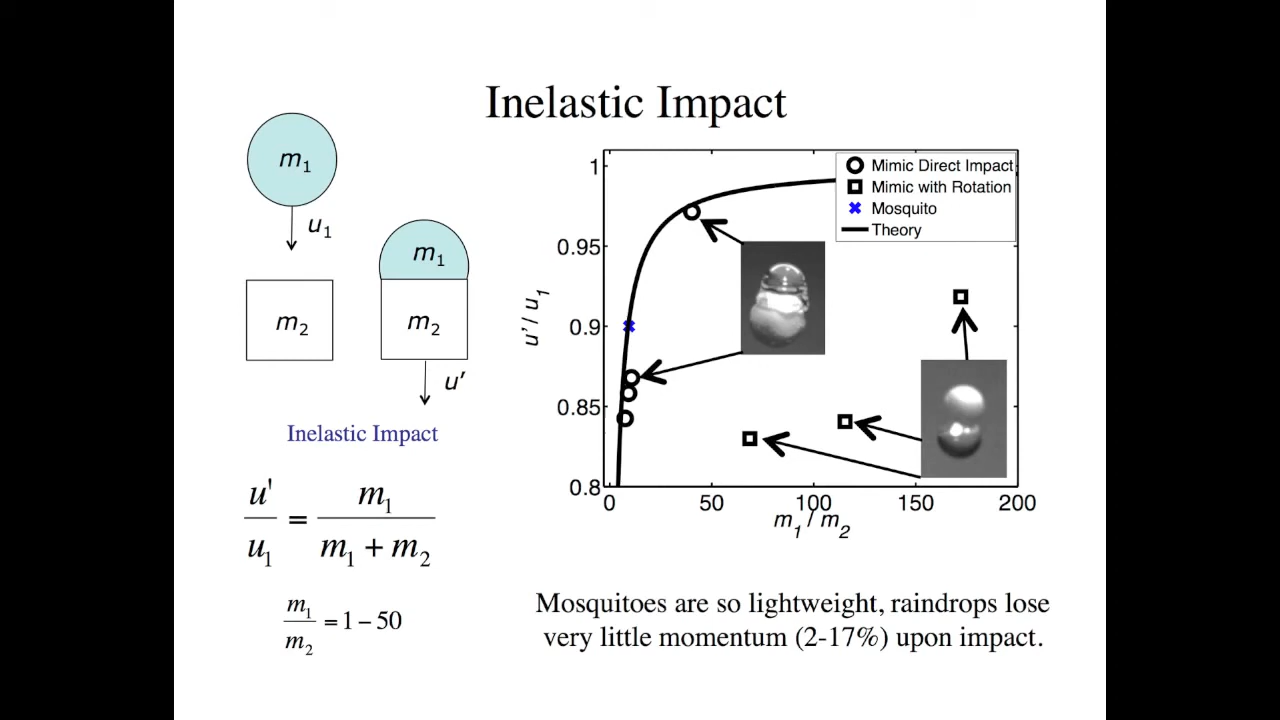 Inelastic Impact
m1
u1
m2
m1
m2
u'
Inelastic Impact
u' / u1 = m1 / (m1 + m2)
m1 / m2 = 1 – 50
1
0.95
0.9
0.85
0.8
u' / u1
0 50 100 150 200
m1 / m2
Mimic Direct Impact
Mimic with Rotation
Mosquito
Theory
Mosquitoes are so lightweight, raindrops lose
very little momentum (2-17%) upon impact.